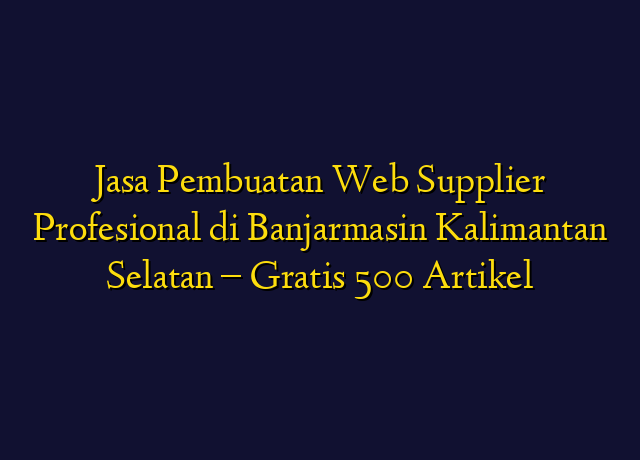 Jasa Pembuatan Web Supplier
Profesional di Banjarmasin Kalimantan
Selatan – Gratis 500 Artikel